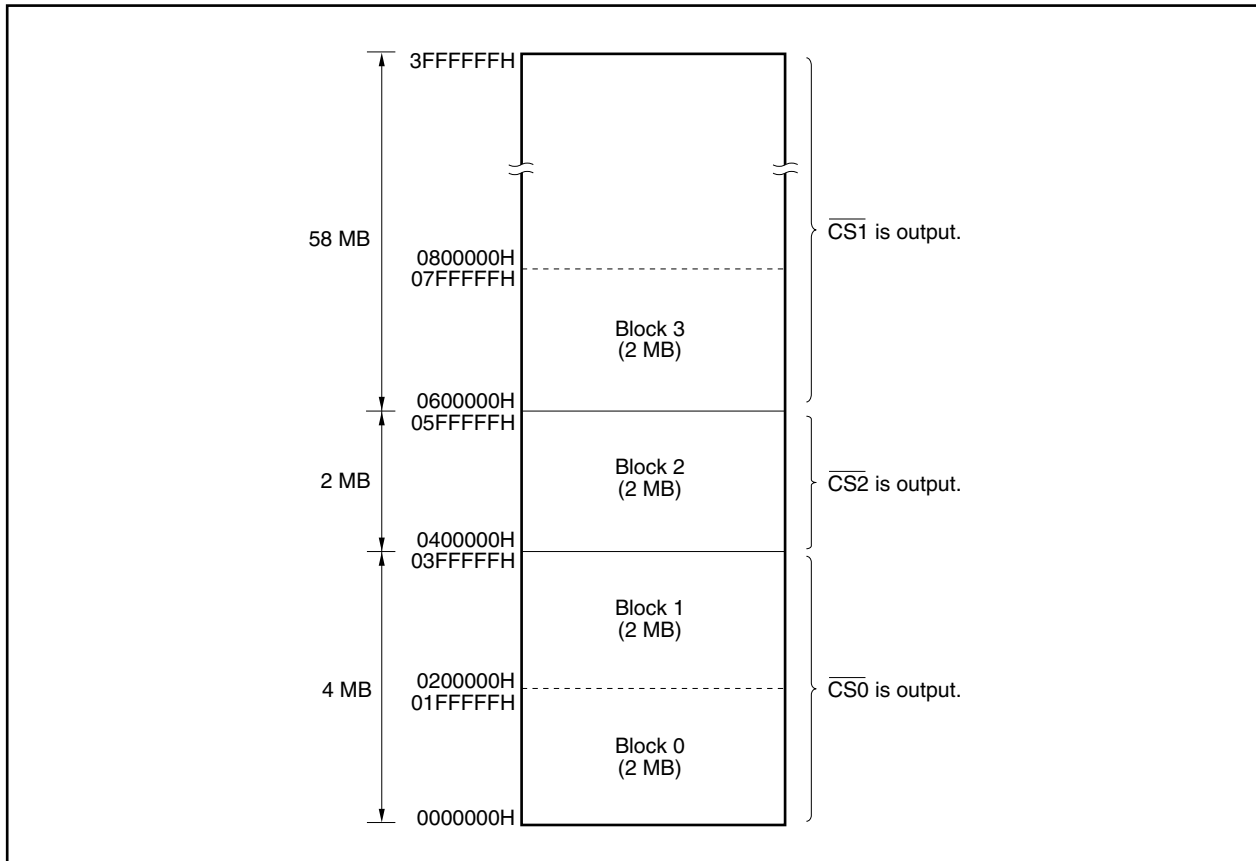 3FFFFFFH
58 MB
CS1 is output.
0800000H
07FFFFFH
Block 3
(2 MB)
0600000H
05FFFFFH
2 MB
Block 2
(2 MB)
CS2 is output.
0400000H
03FFFFFH
Block 1
(2 MB)
4 MB
0200000H
01FFFFFH
CS0 is output.
Block 0
(2 MB)
0000000H